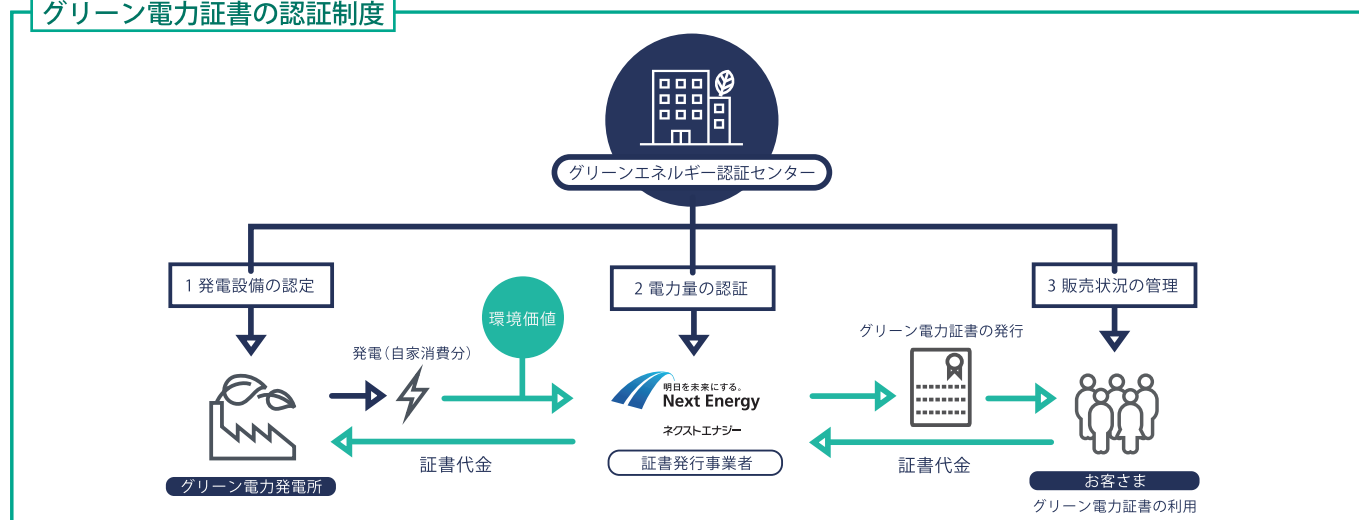 グリーン電力証書の認証制度
グリーンエネルギー認証センター
1 発電設備の認定
2 電力量の認証
3 販売状況の管理
環境価値
発電(自家消費分)
グリーン電力証書の発行
明日を未来にする。
Next Energy
ネクストエナジー
証書代金
証書発行事業者
証書代金
グリーン電力発電所
お客さま
グリーン電力証書の利用